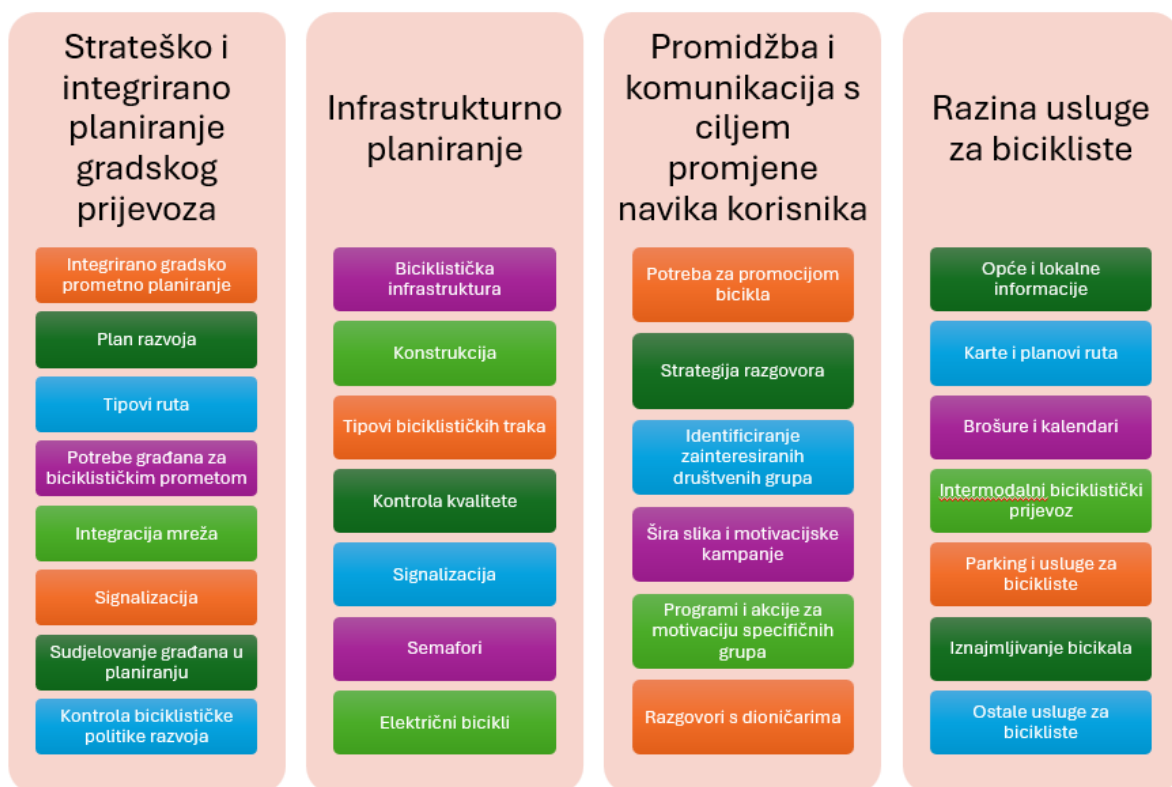 Strateško i
integrirano
planiranje
gradskog
prijevoza
Integrirano gradsko
prometno planiranje
Plan razvoja
Tipovi ruta
Potrebe građana za
biciklističkim prometom
Integracija mreža
Signalizacija
Sudjelovanje građana u
planiranju
Kontrola biciklističke
politike razvoja
Infrastrukturno
planiranje
Biciklistička
infrastruktura
Konstrukcija
Tipovi biciklističkih traka
Kontrola kvalitete
Signalizacija
Semafori
Električni bicikli
Promidžba i
komunikacija s
ciljem
promjene
navika korisnika
Potreba za promocijom
bicikla
Strategija razgovora
Identificiranje
zainteresiranih
društvenih grupa
Šira slika i motivacijske
kampanje
Programi i akcije za
motivaciju specifičnih
grupa
Razgovori s dioničarima
Razina usluge
za bicikliste
Opće i lokalne
informacije
Karte i planovi ruta
Brošure i kalendari
Intermodalni biciklistički
prijevoz
Parking i usluge za
bicikliste
Iznajmljivanje bicikala
Ostale usluge za
bicikliste